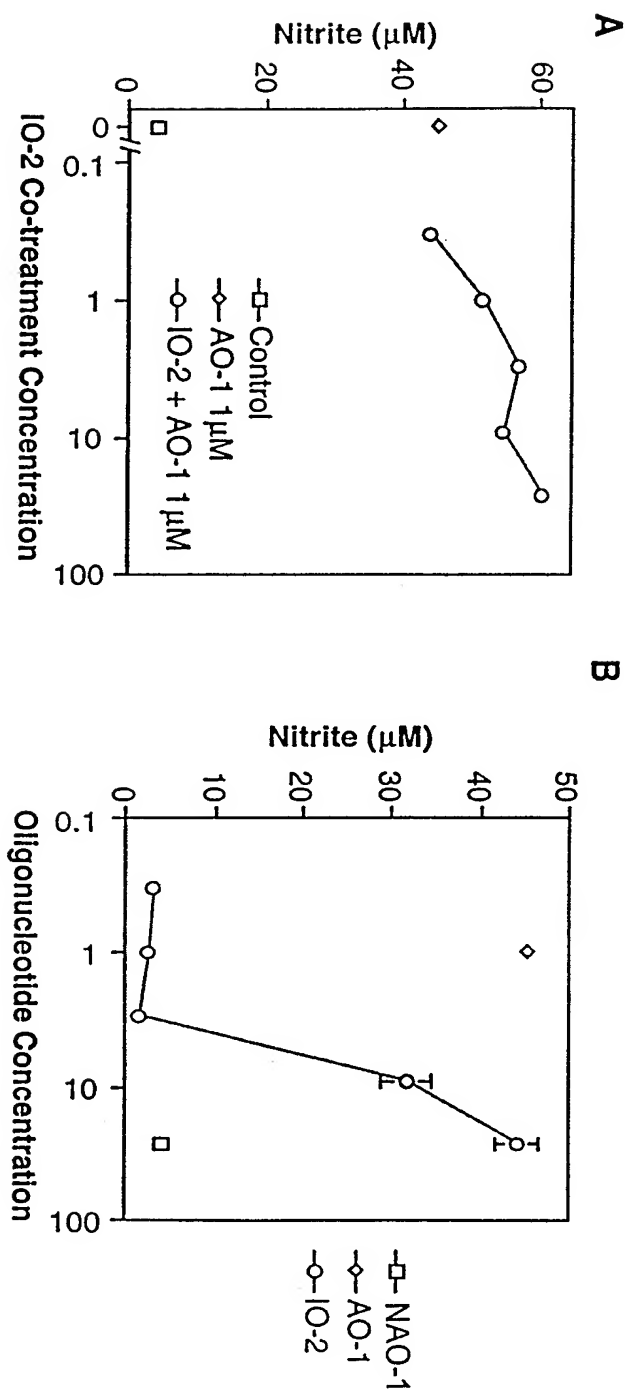 A
Nitrite (µM)
60
40
20
0
0
0.1
1
10
100
IO-2 Co-treatment Concentration
Control
AO-1 1µM
IO-2 + AO-1 1µM
B
Nitrite (µM)
50
40
30
20
10
0
0.1
1
10
100
Oligonucleotide Concentration
NAO-1
AO-1
IO-2